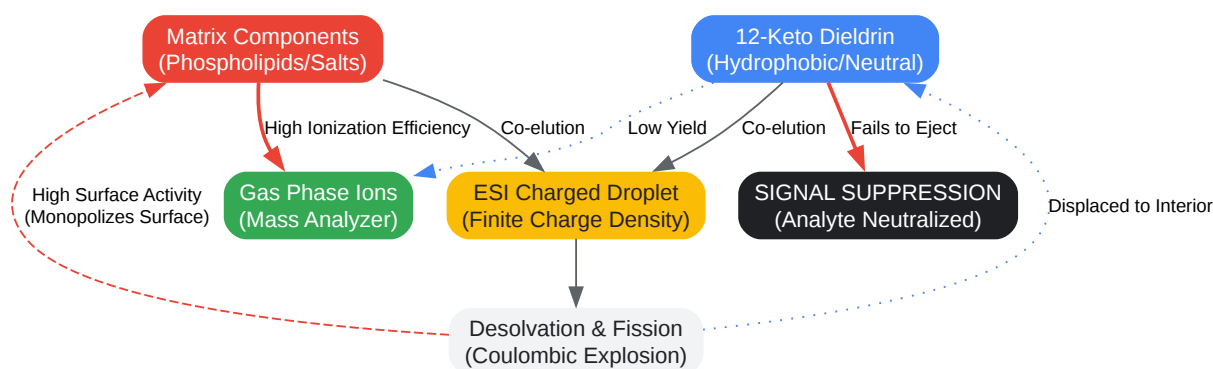 Matrix Components
(Phospholipids/Salts)
12-Keto Dieldrin
(Hydrophobic/Neutral)
High Ionization Efficiency
Co-elution
Low Yield
Co-elution
Fails to Eject
High Surface Activity
(Monopolizes Surface)
Gas Phase Ions
(Mass Analyzer)
ESI Charged Droplet
(Finite Charge Density)
SIGNAL SUPPRESSION
(Analyte Neutralized)
Displaced to Interior
Desolvation & Fission
(Coulombic Explosion)